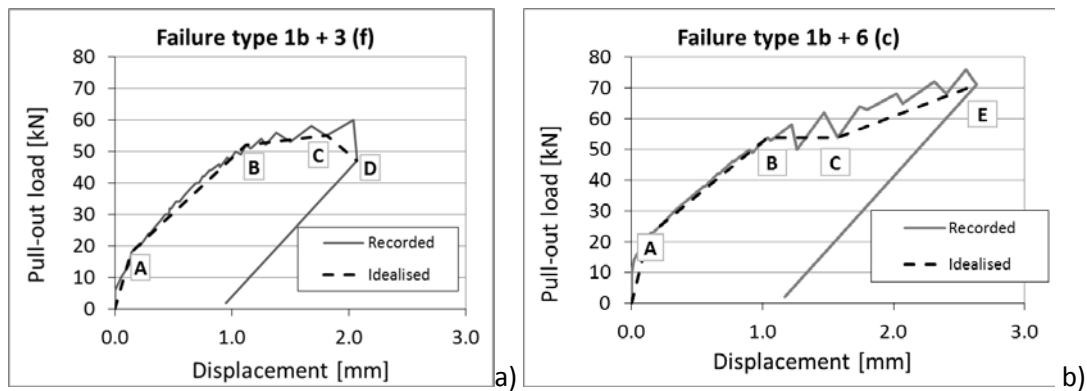 Failure type 1b + 3 (f)
80
70
60
50
40
30
20
10
0
Pull-out load [kN]
A
B
C
D
Recorded
Idealised
0.0 1.0 2.0 3.0
Displacement [mm]
a)
Failure type 1b + 6 (c)
80
70
60
50
40
30
20
10
0
Pull-out load [kN]
A
B
C
E
Recorded
Idealised
0.0 1.0 2.0 3.0
Displacement [mm]
b)